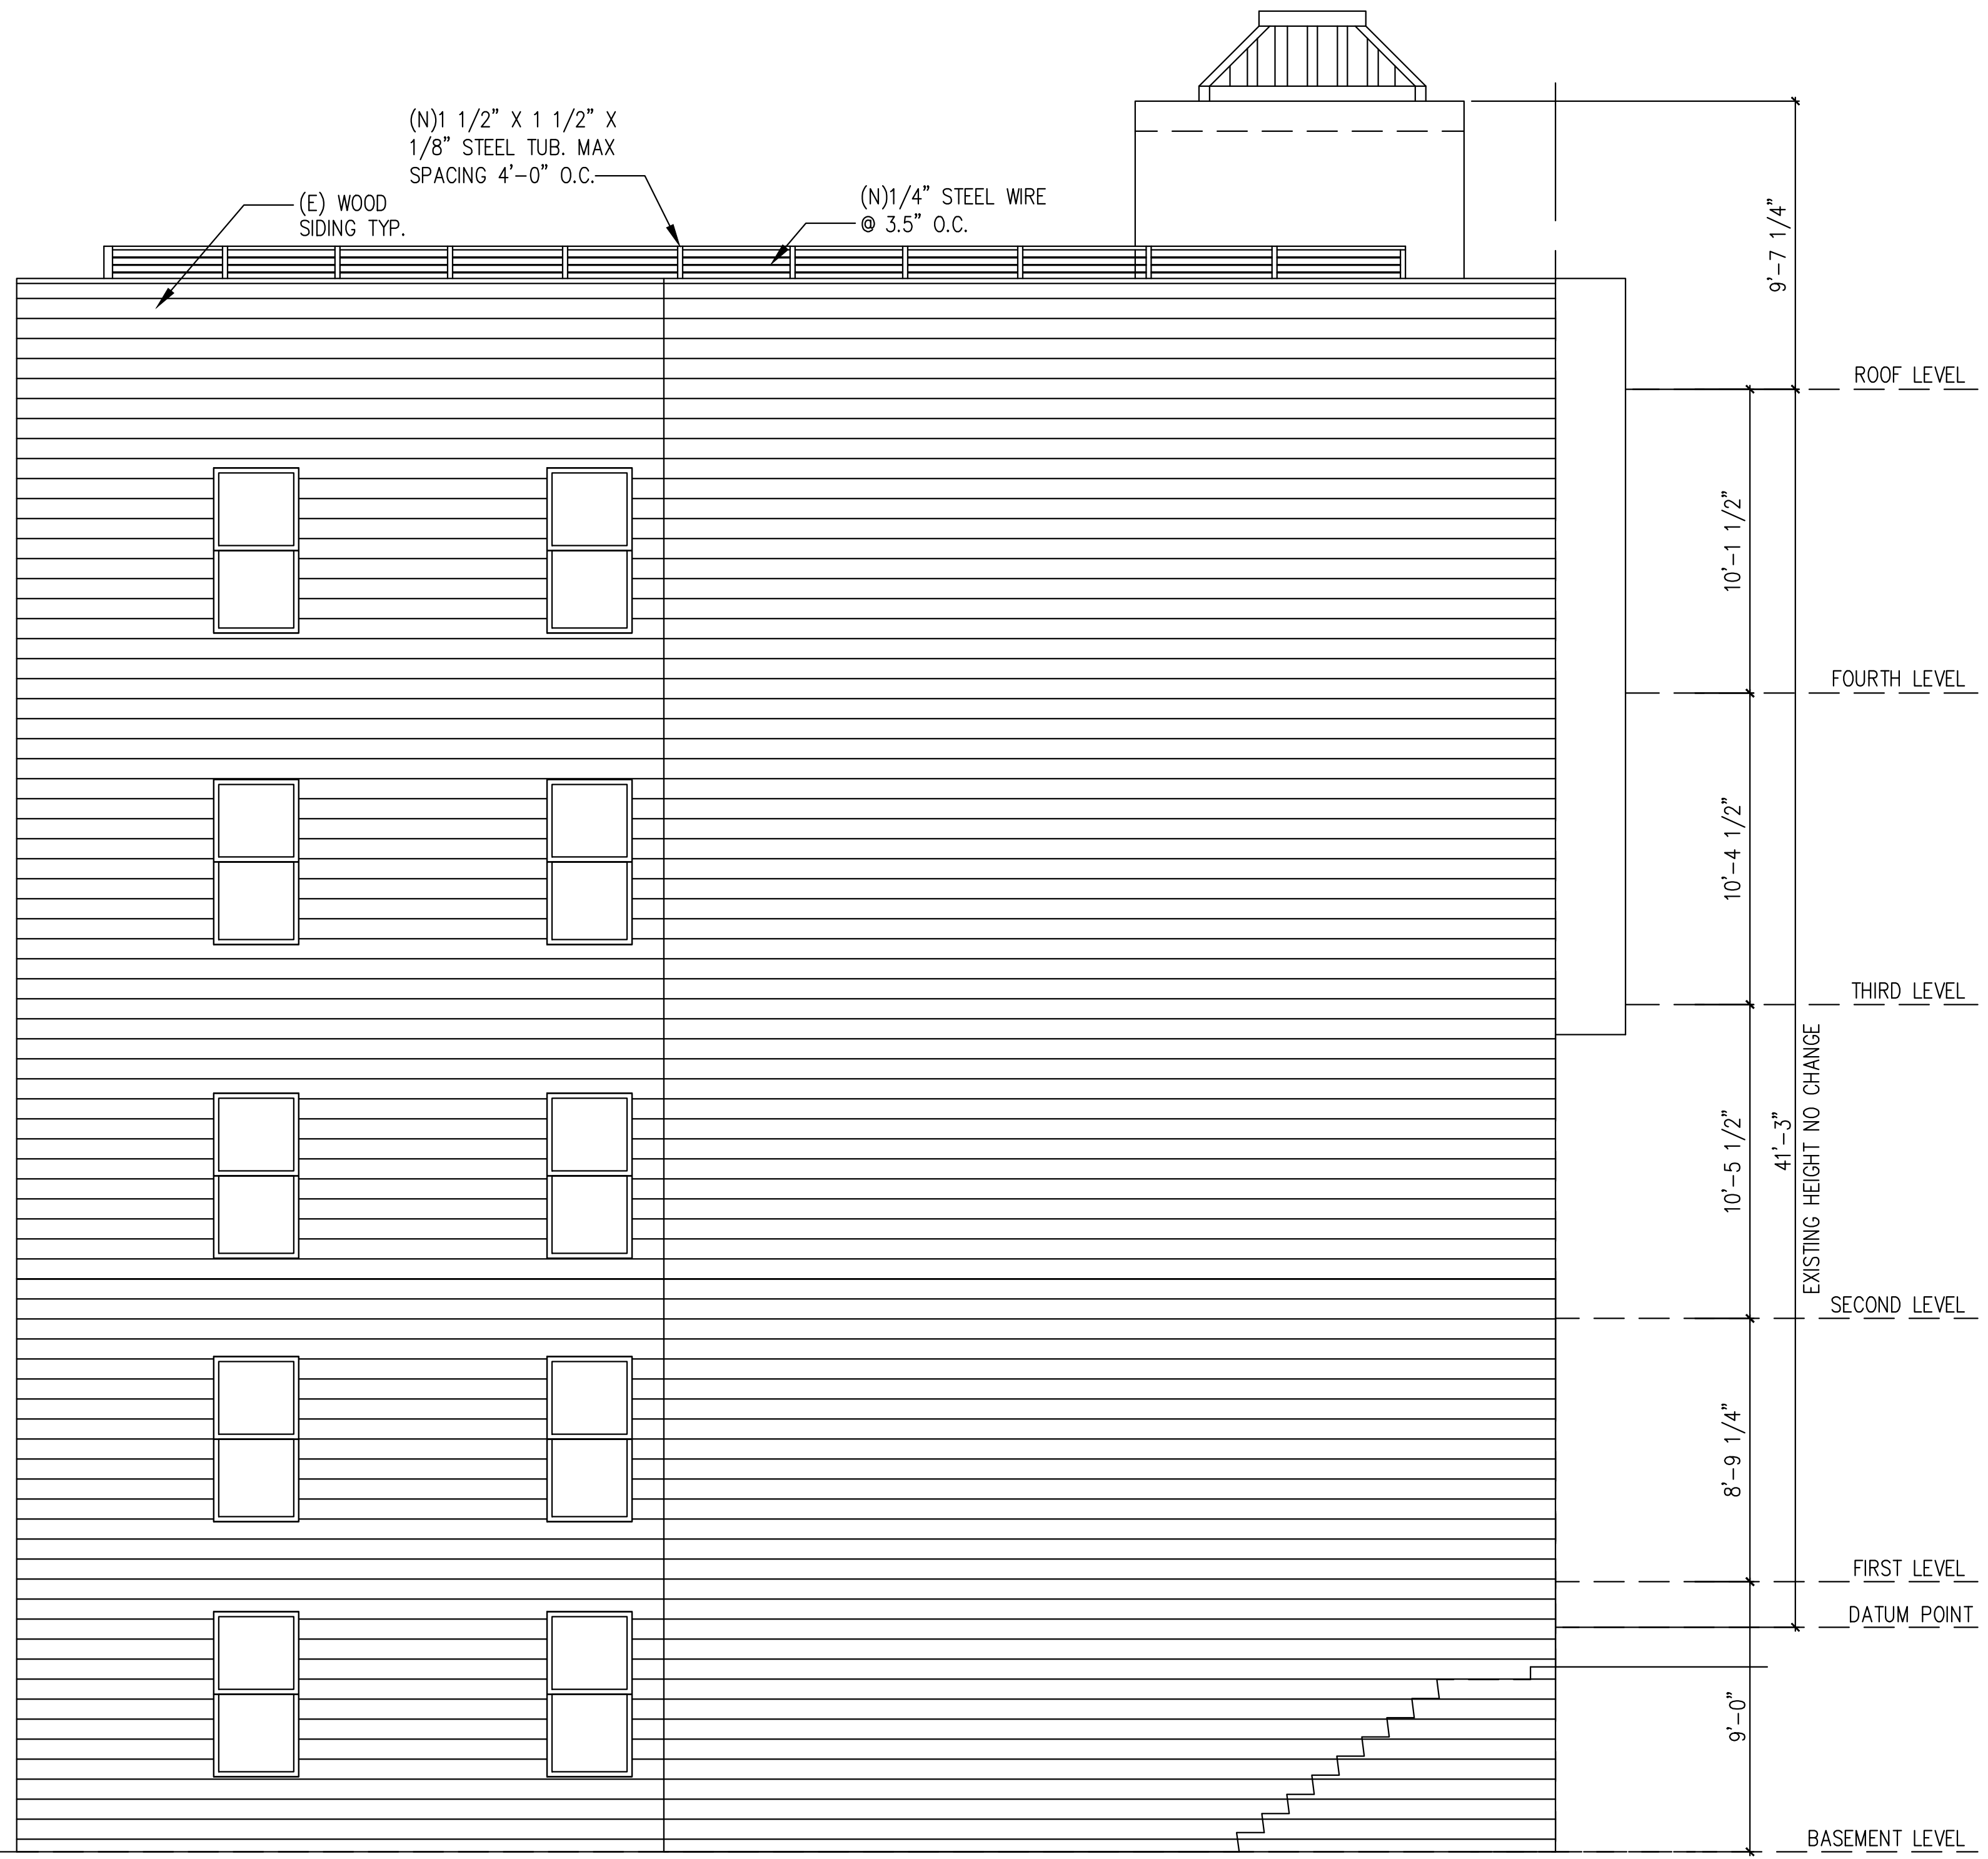 (N)1 1/2" X 1 1/2" X
1/8" STEEL TUB. MAX
SPACING 4'-0" O.C.
(E) WOOD
SIDING TYP.
(N)1/4" STEEL WIRE
@ 3.5" O.C.
9'-7 1/4"
ROOF LEVEL
10'-1 1/2"
FOURTH LEVEL
10'-4 1/2"
THIRD LEVEL
10'-5 1/2"
41'-3"
EXISTING HEIGHT NO CHANGE
SECOND LEVEL
8'-9 1/4"
FIRST LEVEL
DATUM POINT
9'-0"
BASEMENT LEVEL